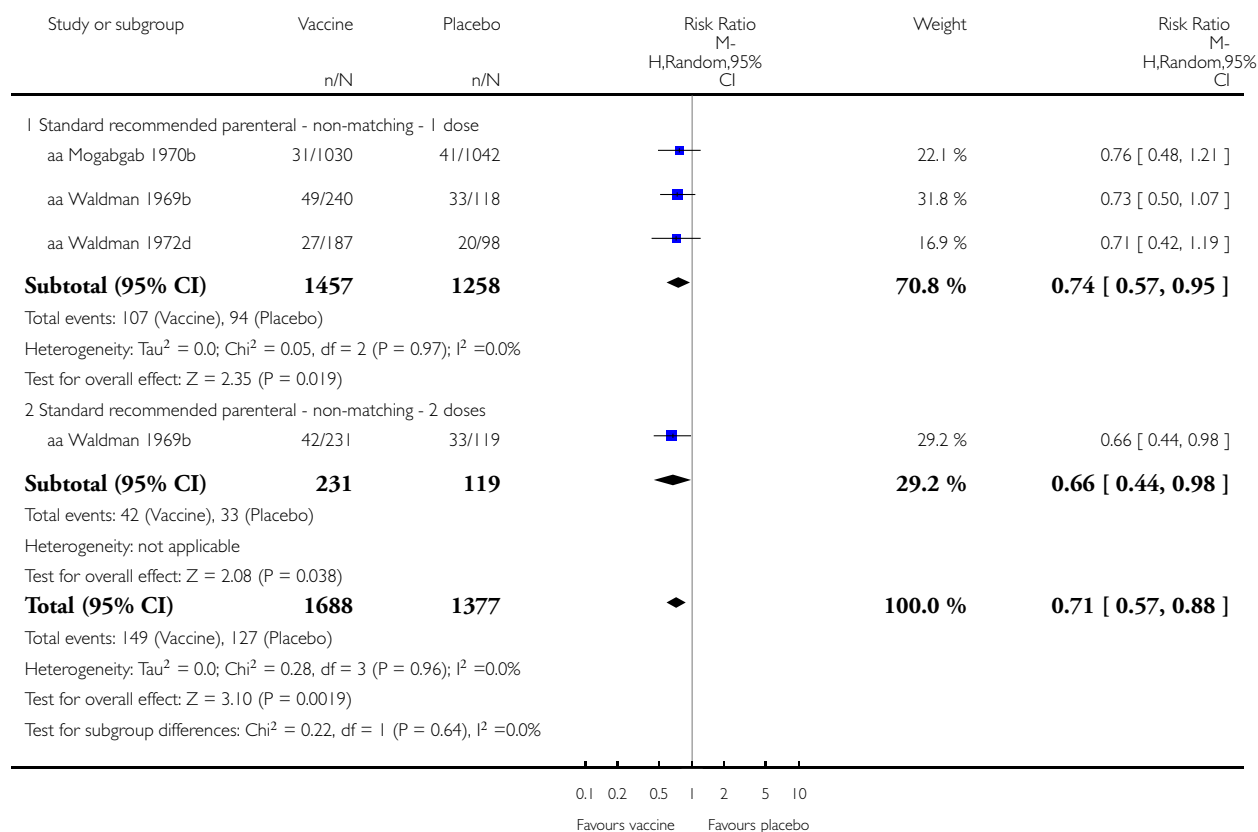 Study or subgroup Vaccine Placebo Risk Ratio Weight Risk Ratio
M- M-
H,Random,95% H,Random,95%
n/N n/N CI CI
1 Standard recommended parenteral - non-matching - 1 dose
aa Mogabgab 1970b 31/1030 41/1042 22.1 % 0.76 [ 0.48, 1.21 ]
aa Waldman 1969b 49/240 33/118 31.8 % 0.73 [ 0.50, 1.07 ]
aa Waldman 1972d 27/187 20/98 16.9 % 0.71 [ 0.42, 1.19 ]
Subtotal (95% CI) 1457 1258 70.8 % 0.74 [ 0.57, 0.95 ]
Total events: 107 (Vaccine), 94 (Placebo)
Heterogeneity: Tau² = 0.0; Chi² = 0.05, df = 2 (P = 0.97); I² =0.0%
Test for overall effect: Z = 2.35 (P = 0.019)
2 Standard recommended parenteral - non-matching - 2 doses
aa Waldman 1969b 42/231 33/119 29.2 % 0.66 [ 0.44, 0.98 ]
Subtotal (95% CI) 231 119 29.2 % 0.66 [ 0.44, 0.98 ]
Total events: 42 (Vaccine), 33 (Placebo)
Heterogeneity: not applicable
Test for overall effect: Z = 2.08 (P = 0.038)
Total (95% CI) 1688 1377 100.0 % 0.71 [ 0.57, 0.88 ]
Total events: 149 (Vaccine), 127 (Placebo)
Heterogeneity: Tau² = 0.0; Chi² = 0.28, df = 3 (P = 0.96); I² =0.0%
Test for overall effect: Z = 3.10 (P = 0.0019)
Test for subgroup differences: Chi² = 0.22, df = 1 (P = 0.64), I² =0.0%
0.1 0.2 0.5 1 2 5 10
Favours vaccine Favours placebo